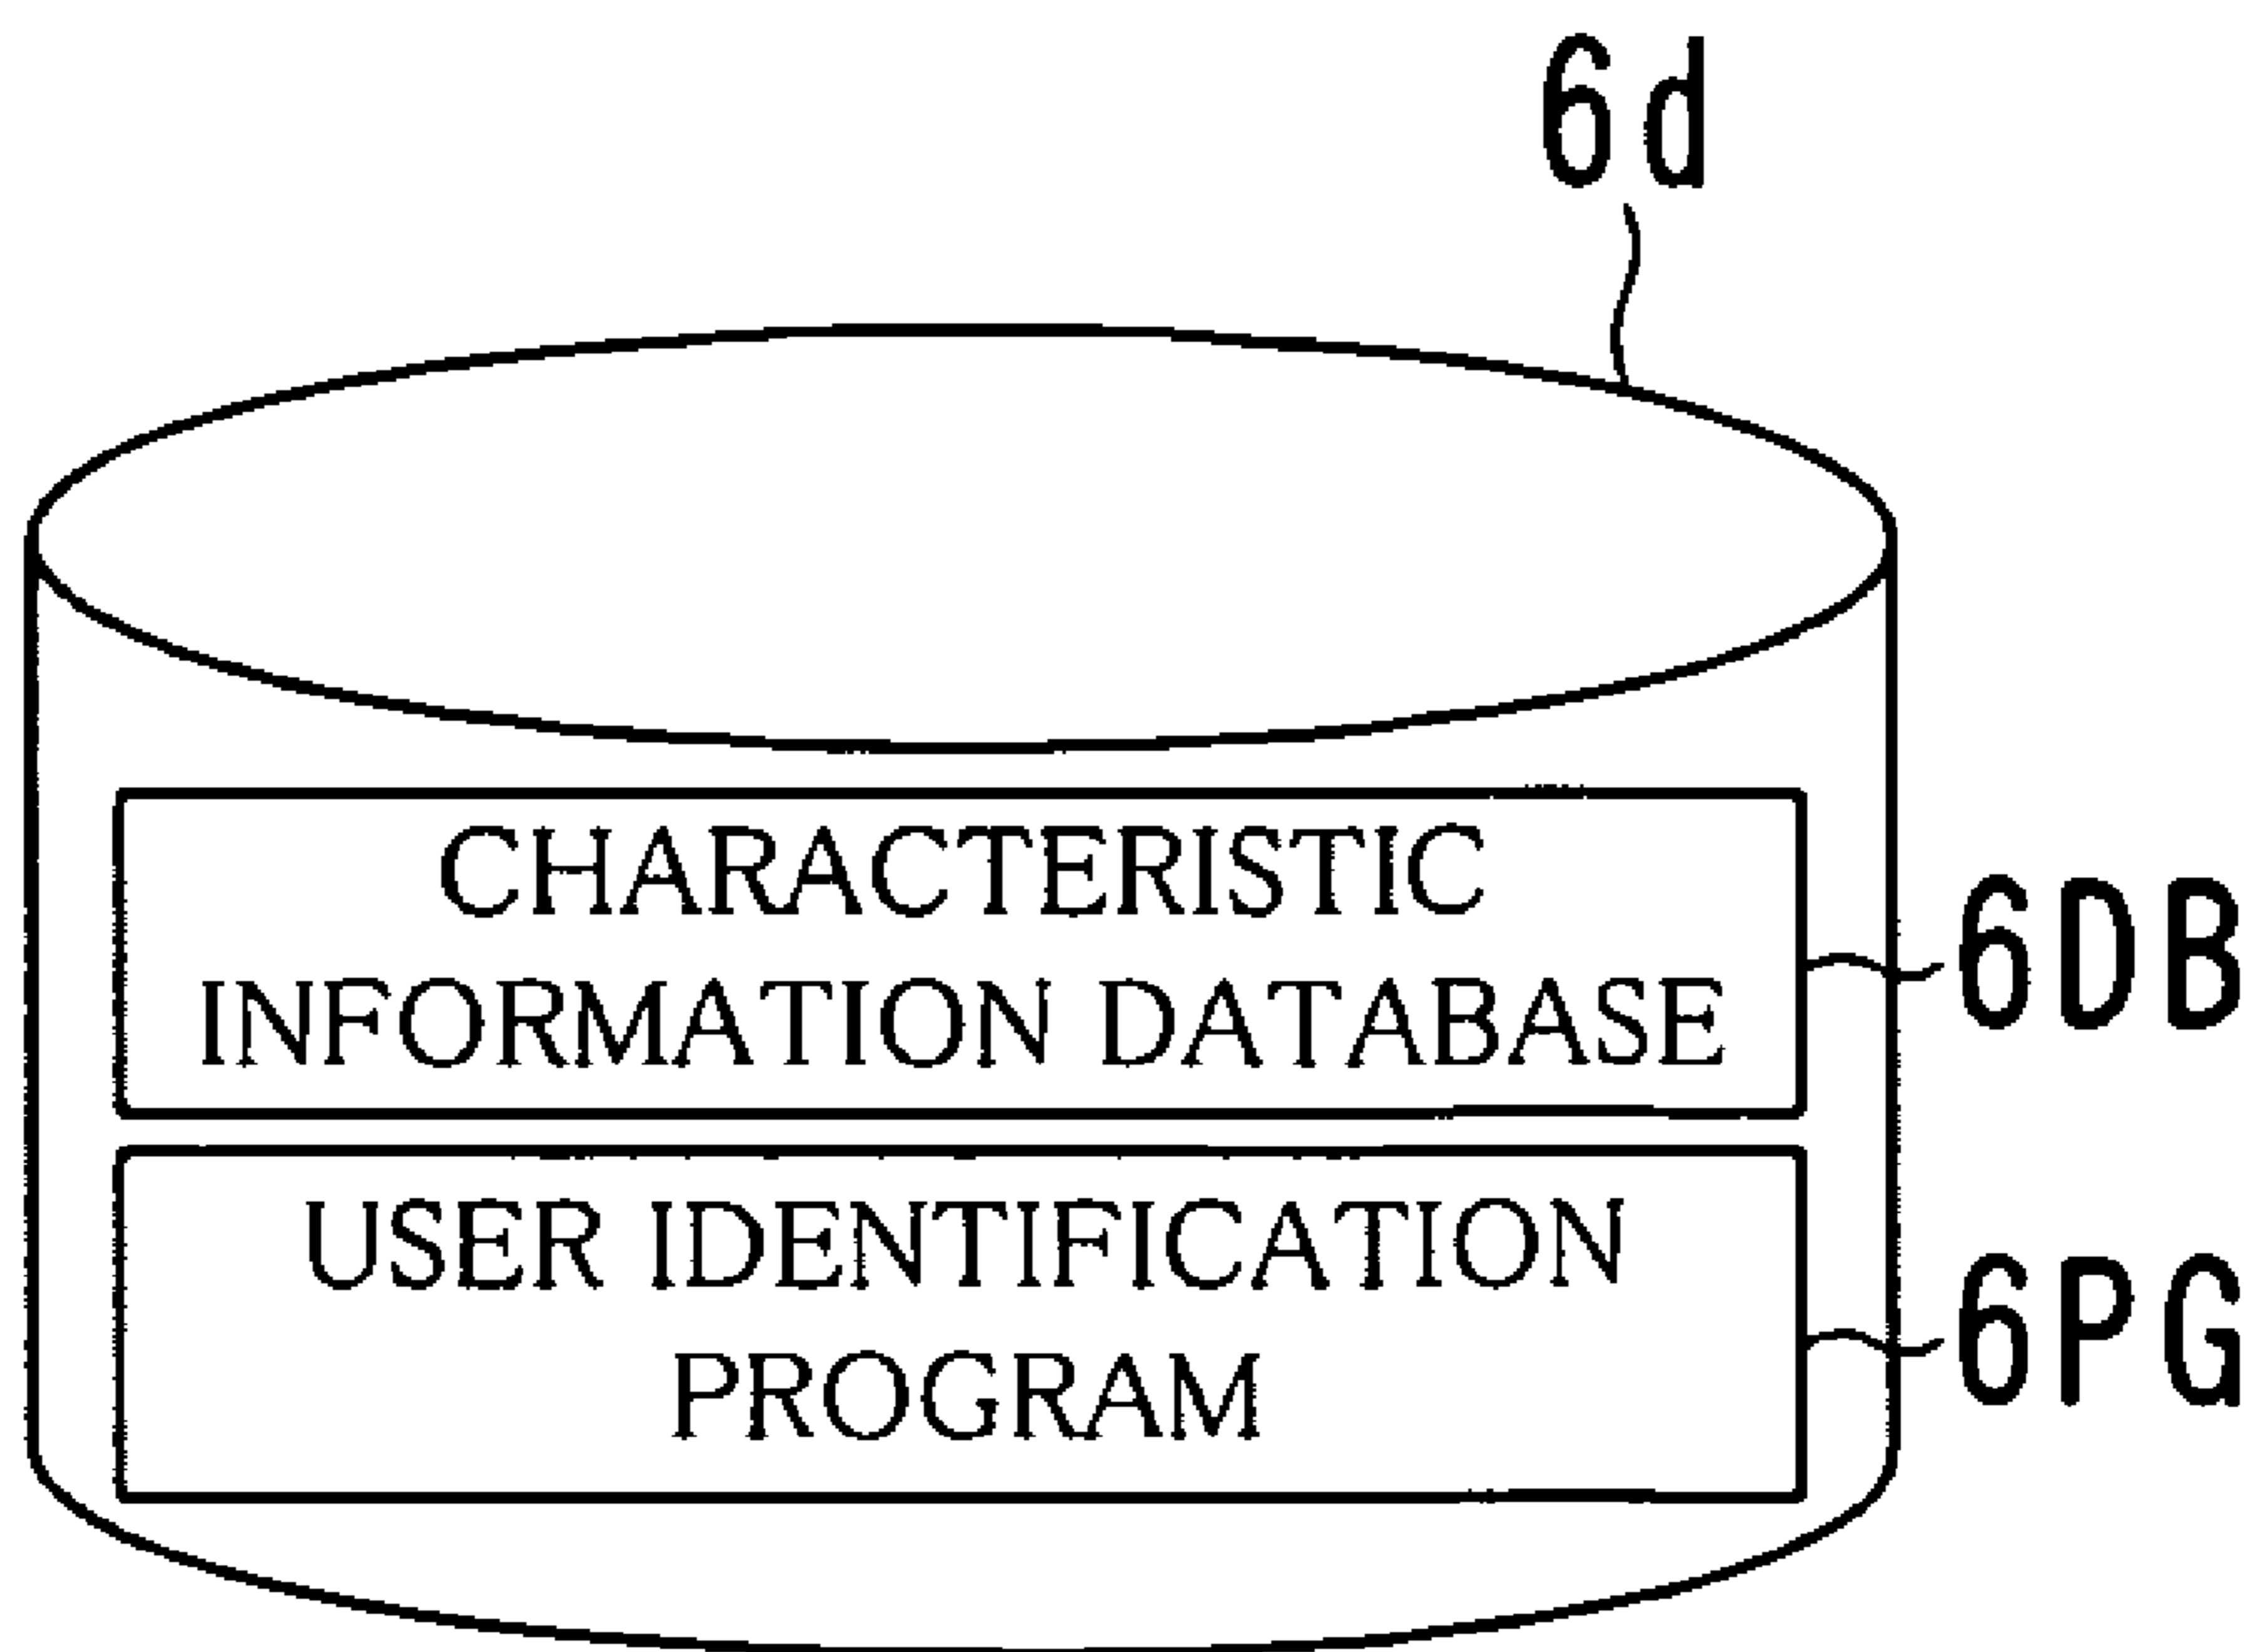 6d
CHARACTERISTIC
INFORMATION DATABASE
6DB
USER IDENTIFICATION
PROGRAM
6PG